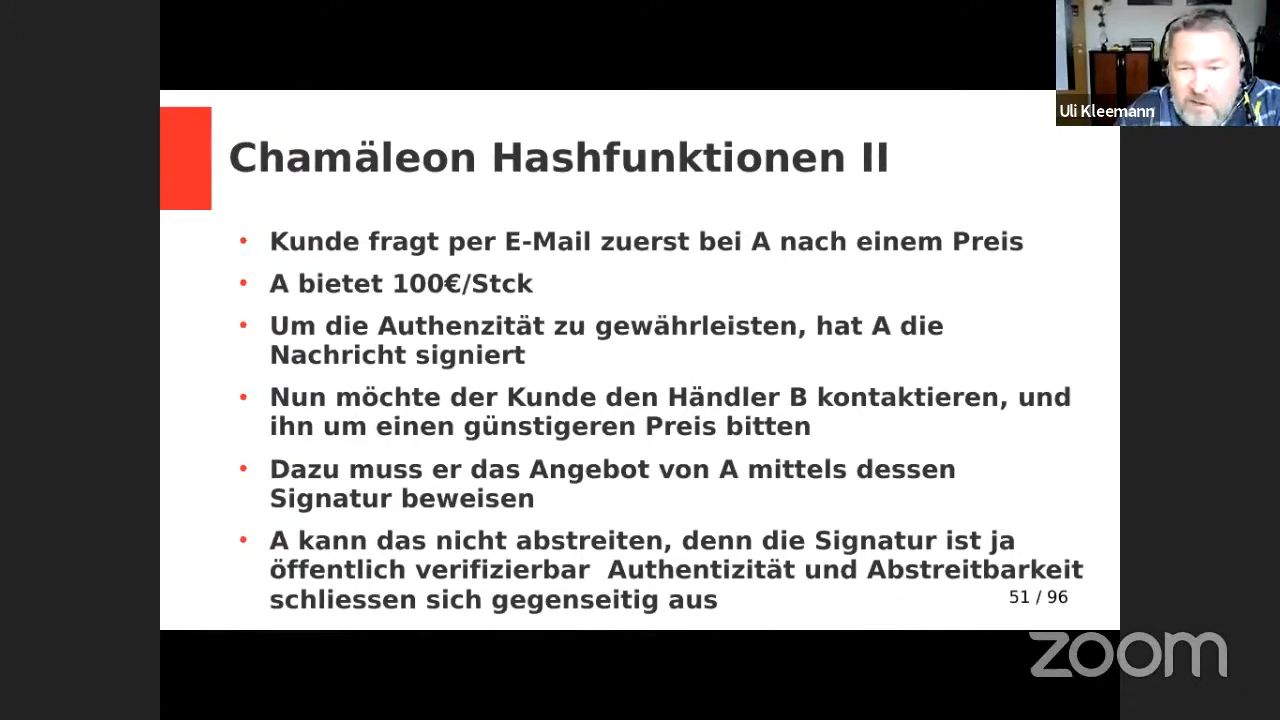 Uli Kleemann
Chamäleon Hashfunktionen II
• Kunde fragt per E-Mail zuerst bei A nach einem Preis
• A bietet 100€/Stck
• Um die Authenzität zu gewährleisten, hat A die
Nachricht signiert
• Nun möchte der Kunde den Händler B kontaktieren, und
ihn um einen günstigeren Preis bitten
• Dazu muss er das Angebot von A mittels dessen
Signatur beweisen
• A kann das nicht abstreiten, denn die Signatur ist ja
öffentlich verifizierbar  Authentizität und Abstreitbarkeit
schliessen sich gegenseitig aus
51 / 96
zoom